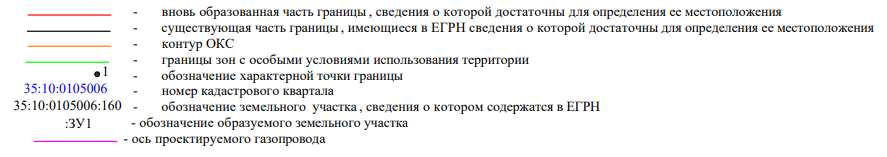 - вновь образованная часть границы, сведения о которой достаточны для определения ее местоположения
- существующая часть границы, имеющиеся в ЕГРН сведения о которой достаточны для определения ее местоположения
- контур ОКС
- границы зон с особыми условиями использования территории
1 - обозначение характерной точки границы
35:10:0105006 - номер кадастрового квартала
35:10:0105006:160 - обозначение земельного участка, сведения о котором содержатся в ЕГРН
:ЗУ1 - обозначение образуемого земельного участка
- ось проектируемого газопровода